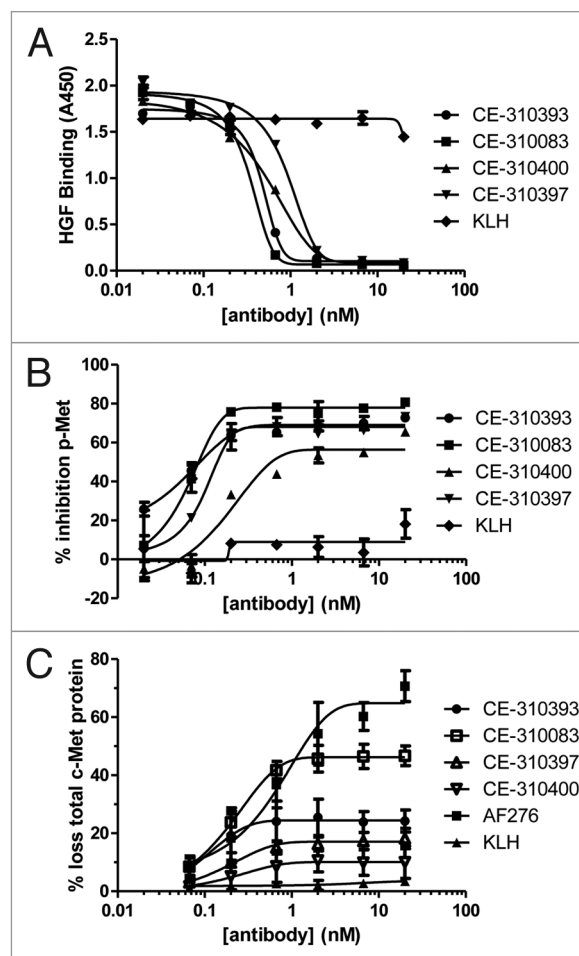 A
2.5
2.0
1.5
1.0
0.5
0.0
HGF Binding (A450)
0.01
0.1
1
10
100
[antibody] (nM)
CE-310393
CE-310083
CE-310400
CE-310397
KLH
B
100
80
60
40
20
0
-20
% inhibition p-Met
0.01
0.1
1
10
100
[antibody] (nM)
CE-310393
CE-310083
CE-310400
CE-310397
KLH
C
80
60
40
20
0
% loss total c-Met protein
0.01
0.1
1
10
100
[antibody] (nM)
CE-310393
CE-310083
CE-310397
CE-310400
AF276
KLH